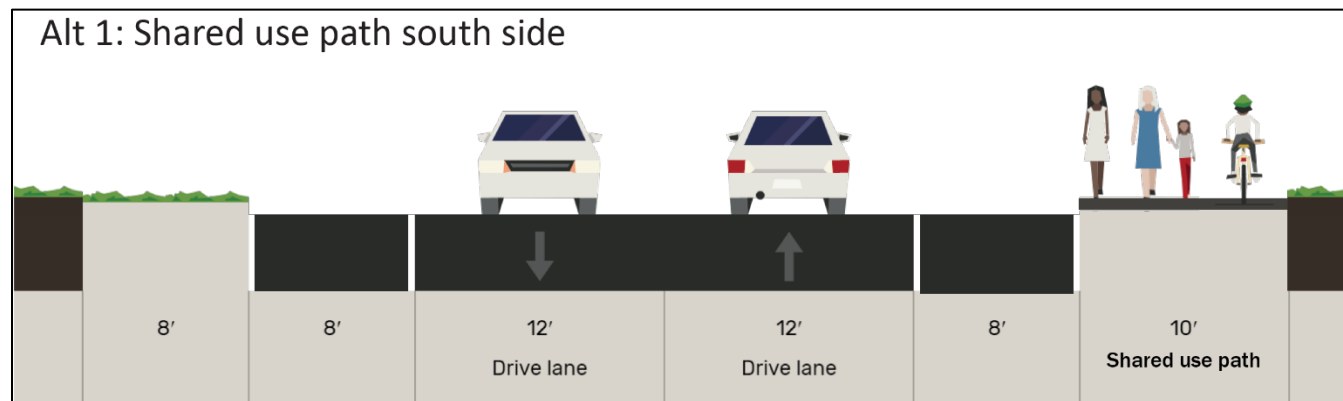 Alt 1: Shared use path south side
8′ 8′ 12′ 12′ 8′ 10′
Drive lane Drive lane Shared use path